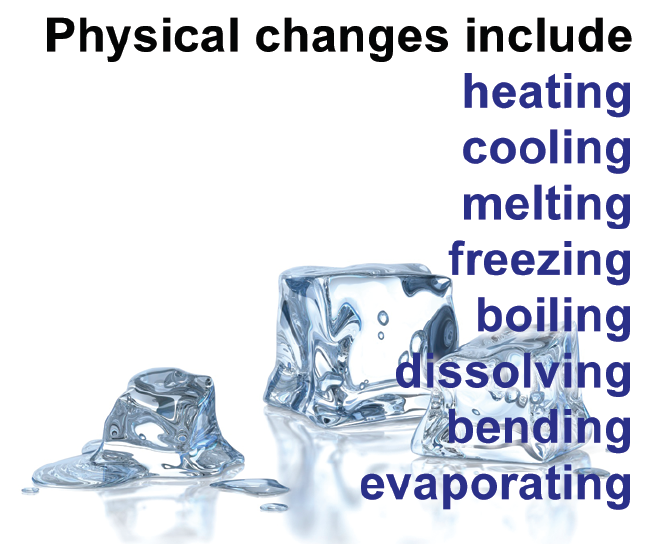 Physical changes include
heating
cooling
melting
freezing
boiling
dissolving
bending
evaporating